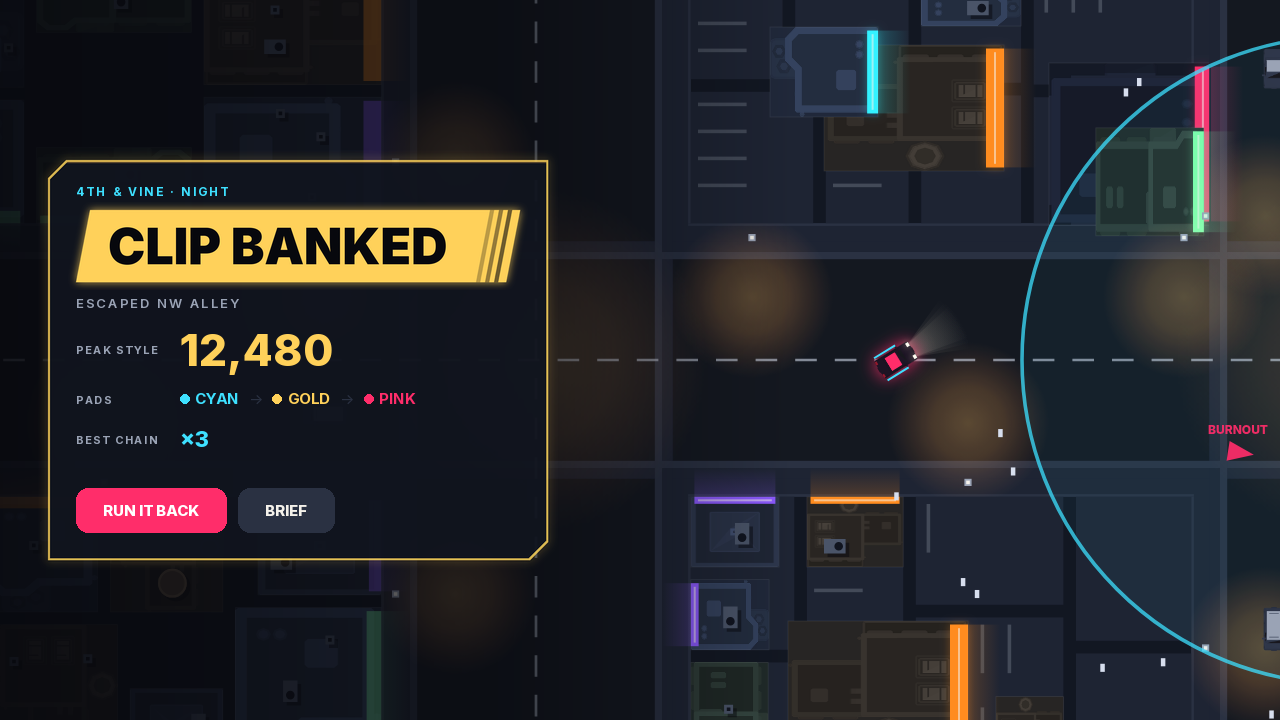 4TH & VINE · NIGHT
CLIP BANKED
ESCAPED NW ALLEY
PEAK STYLE 12,480
PADS CYAN → GOLD → PINK
BEST CHAIN ×3
RUN IT BACK BRIEF
BURNOUT